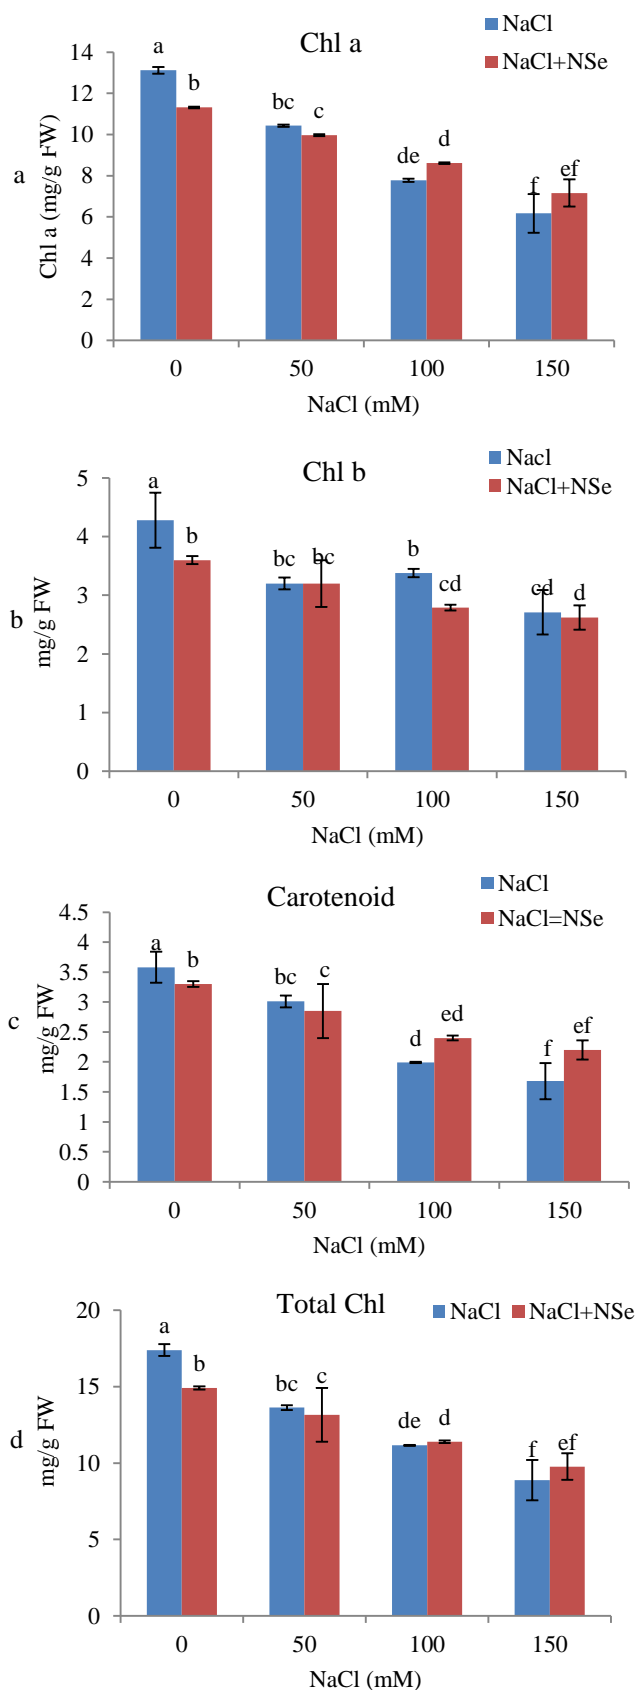 Chl a
NaCl
NaCl+NSe
a
Chl a (mg/g FW)
16
14
12
10
8
6
4
2
0
a
b
bc
c
de
d
f
ef
0
50
100
150
NaCl (mM)
Chl b
Nacl
NaCl+NSe
b
mg/g FW
5
4
3
2
1
0
a
b
bc
bc
b
cd
cd
d
0
50
100
150
NaCl (mM)
Carotenoid
NaCl
NaCl=NSe
c
mg/g FW
4.5
4
3.5
3
2.5
2
1.5
1
0.5
0
a
b
bc
c
d
ed
f
ef
0
50
100
150
NaCl (mM)
Total Chl
NaCl
NaCl+NSe
d
mg/g FW
20
15
10
5
0
a
b
bc
c
de
d
f
ef
0
50
100
150
NaCl (mM)